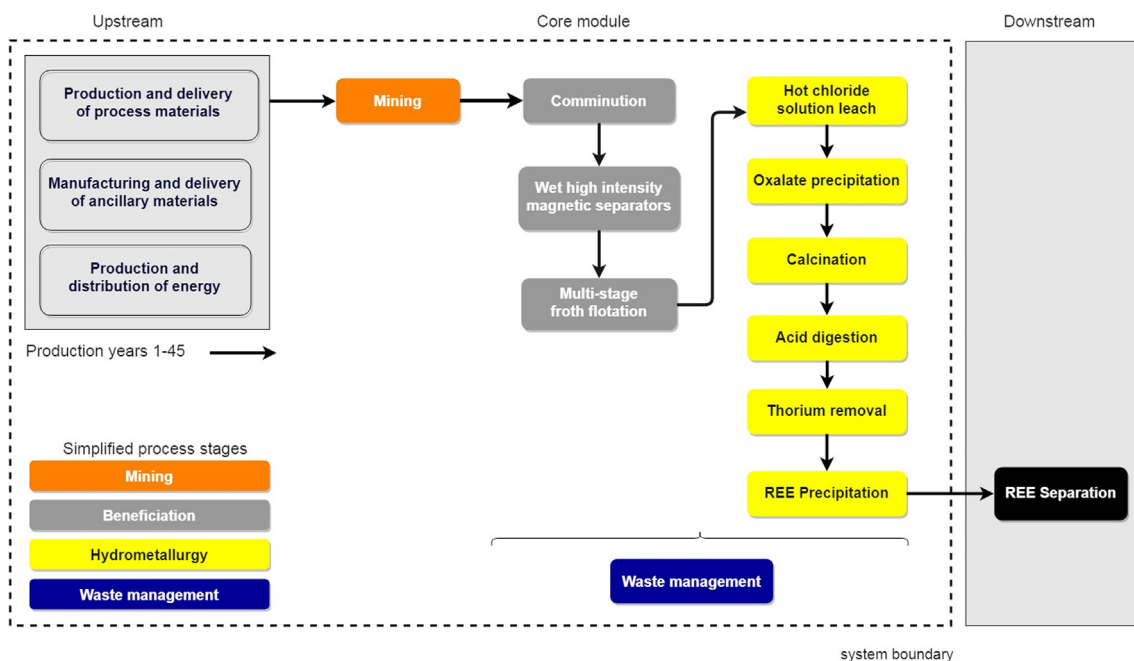 Upstream
Core module
Downstream
Production and delivery
of process materials
Manufacturing and delivery
of ancillary materials
Production and
distribution of energy
Production years 1-45
Mining
Comminution
Wet high intensity
magnetic separators
Multi-stage
froth flotation
Hot chloride
solution leach
Oxalate precipitation
Calcination
Acid digestion
Thorium removal
REE Precipitation
REE Separation
Simplified process stages
Mining
Beneficiation
Hydrometallurgy
Waste management
Waste management
system boundary